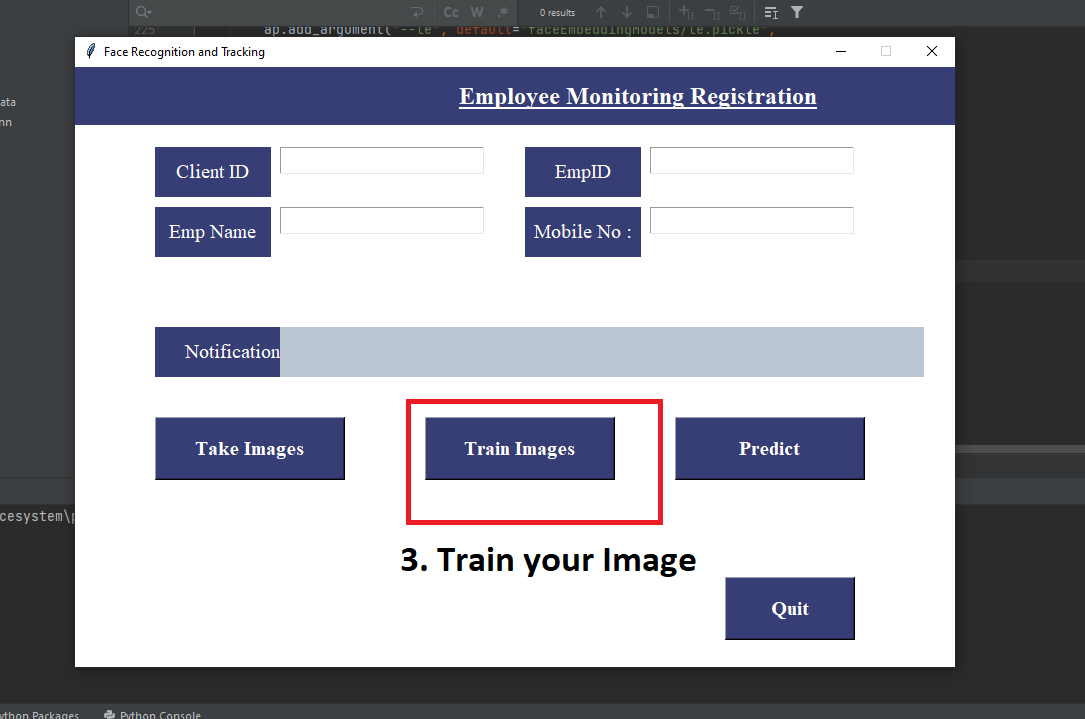 Cc W .* 0 results
225 ap.add_argument("--le", default="faceEmbeddingModels/le.pickle",
Face Recognition and Tracking
ata
nn
Employee Monitoring Registration
Client ID
EmpID
Emp Name
Mobile No :
Notification
Take Images
Train Images
Predict
cesystem\p
3. Train your Image
Quit
ython Packages
Python Console